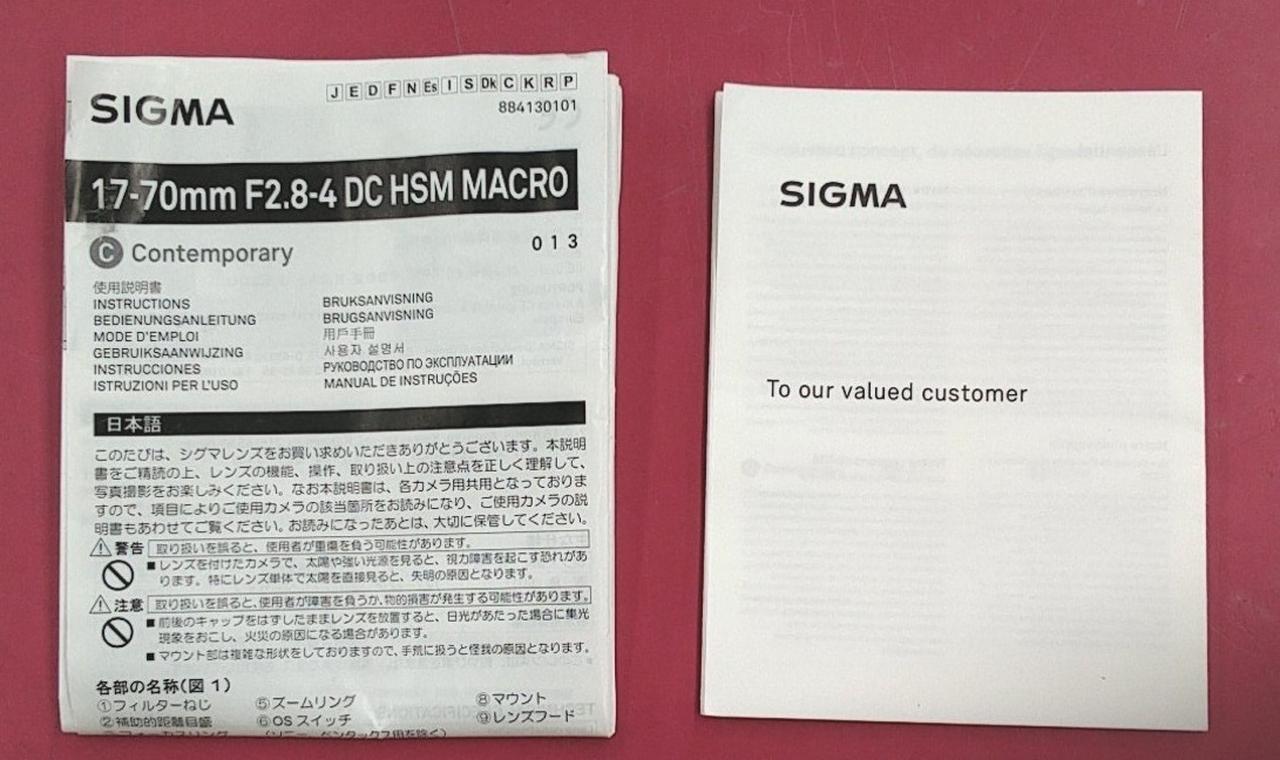 SIGMA
J E D F N Es I S Dk C K R P
884130101
17-70mm F2.8-4 DC HSM MACRO
C Contemporary
013
使用説明書
INSTRUCTIONS
BEDIENUNGSANLEITUNG
MODE D'EMPLOI
GEBRUIKSAANWIJZING
INSTRUCCIONES
ISTRUZIONI PER L'USO
BRUKSANVISNING
BRUGSANVISNING
用戶手冊
사용자 설명서
РУКОВОДСТВО ПО ЭКСПЛУАТАЦИИ
MANUAL DE INSTRUÇÕES
日本語
このたびは、シグマレンズをお買い求めいただきありがとうございます。本説明
書をご精読の上、レンズの機能、操作、取り扱い上の注意点を正しく理解して、
写真撮影をお楽しみください。なお本説明書は、各カメラ用共用となっておりま
すので、項目によりご使用カメラの該当箇所をお読みになり、ご使用カメラの説
明書もあわせてご覧ください。お読みになったあとは、大切に保管してください。
警告 取り扱いを誤ると、使用者が重傷を負う可能性があります。
■レンズを付けたカメラで、太陽や強い光源を見ると、視力障害を起こす恐れがあ
ります。特にレンズ単体で太陽を直接見ると、失明の原因となります。
注意 取り扱いを誤ると、使用者が障害を負うか、物的損害が発生する可能性があります。
■前後のキャップをはずしたままレンズを放置すると、日光があたった場合に集光
現象をおこし、火災の原因になる場合があります。
■マウント部は複雑な形状をしておりますので、手荒に扱うと怪我の原因となります。
各部の名称(図1)
①フィルターねじ
②補助的距離目盛
⑤ズームリング
⑥OSスイッチ
(ソニー、ペンタックス用を除く)
⑧マウント
⑨レンズフード
SIGMA
To our valued customer